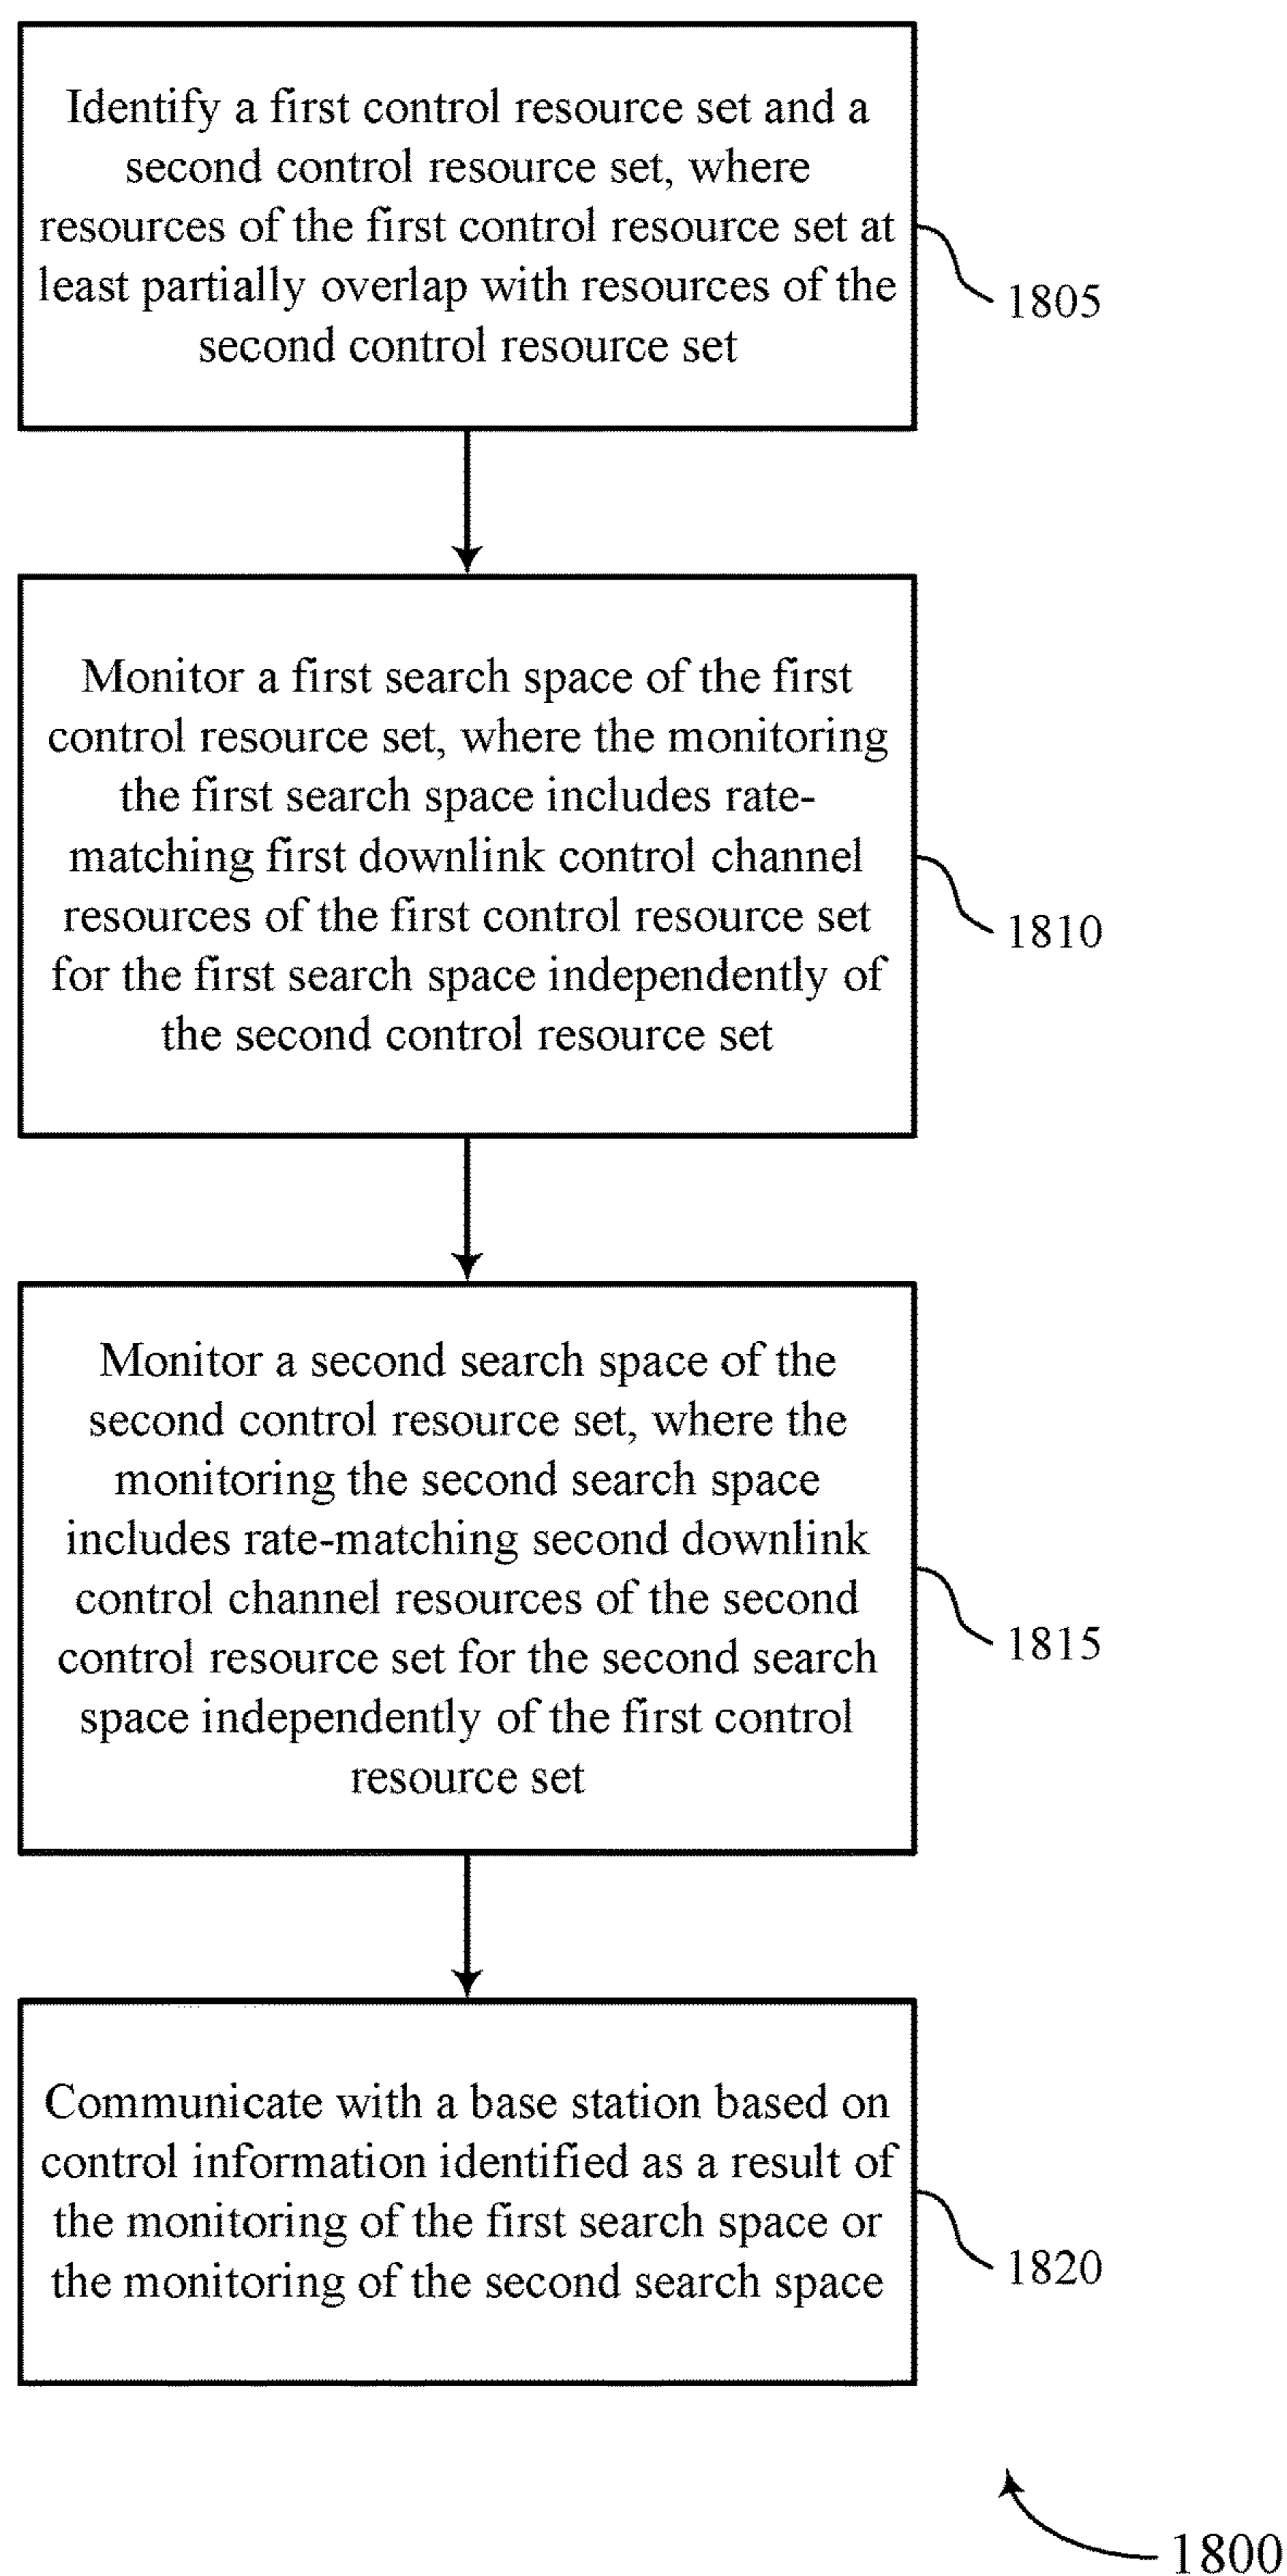 Identify a first control resource set and a
second control resource set, where
resources of the first control resource set at
least partially overlap with resources of the
second control resource set
1805
Monitor a first search space of the first
control resource set, where the monitoring
the first search space includes rate-
matching first downlink control channel
resources of the first control resource set
for the first search space independently of
the second control resource set
1810
Monitor a second search space of the
second control resource set, where the
monitoring the second search space
includes rate-matching second downlink
control channel resources of the second
control resource set for the second search
space independently of the first control
resource set
1815
Communicate with a base station based on
control information identified as a result of
the monitoring of the first search space or
the monitoring of the second search space
1820
1800